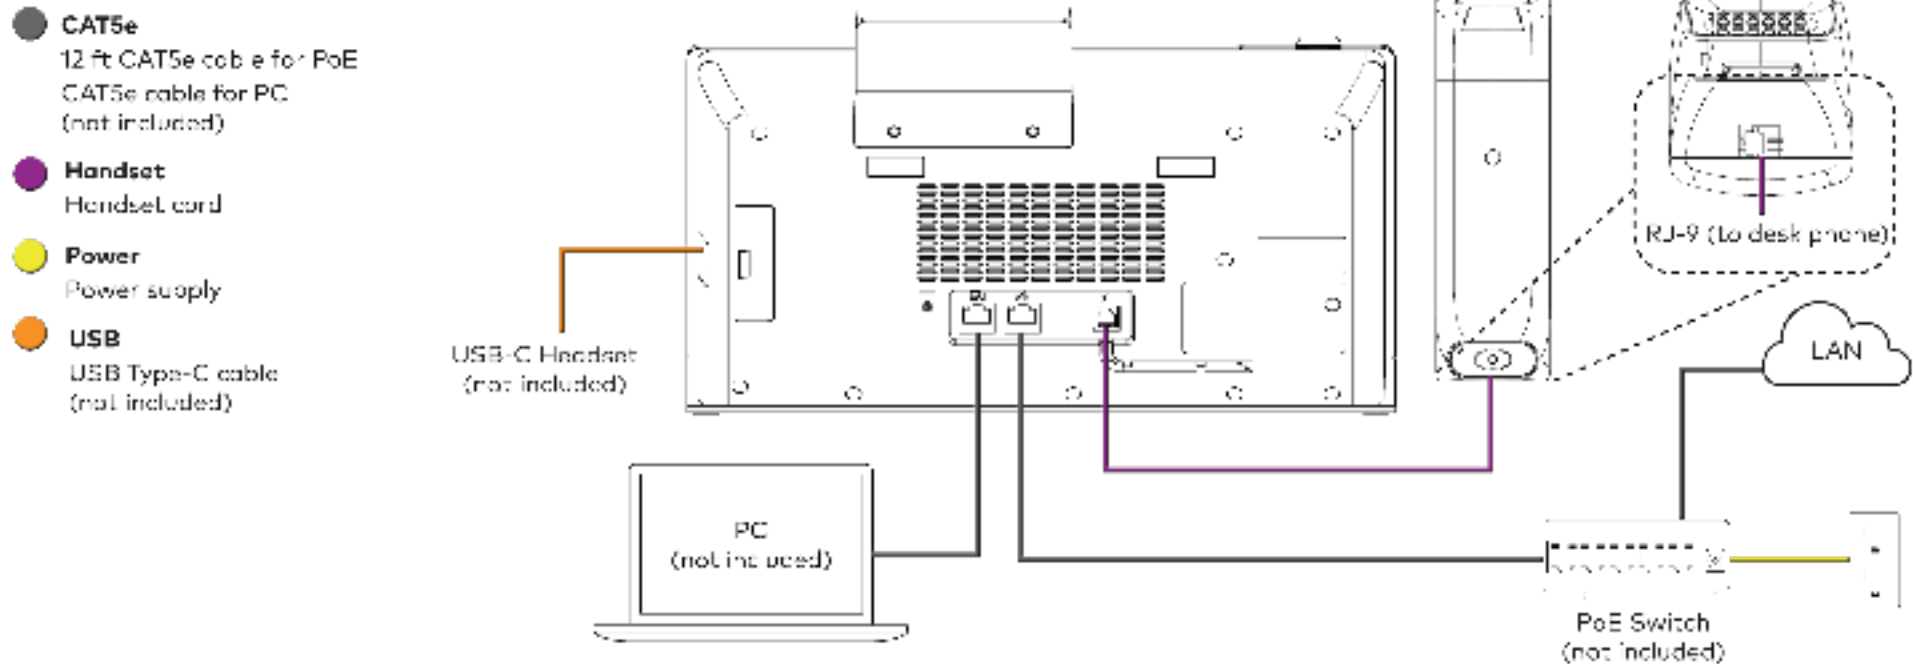 CAT5e
12 ft CAT5e cable for PoE
CAT5e cable for PC
(not included)
Handset
Handset cord
Power
Power supply
USB
USB Type-C cable
(not included)
USB-C Headset
(not included)
RJ-9 (to desk phone)
LAN
PC
(not included)
PoE Switch
(not included)